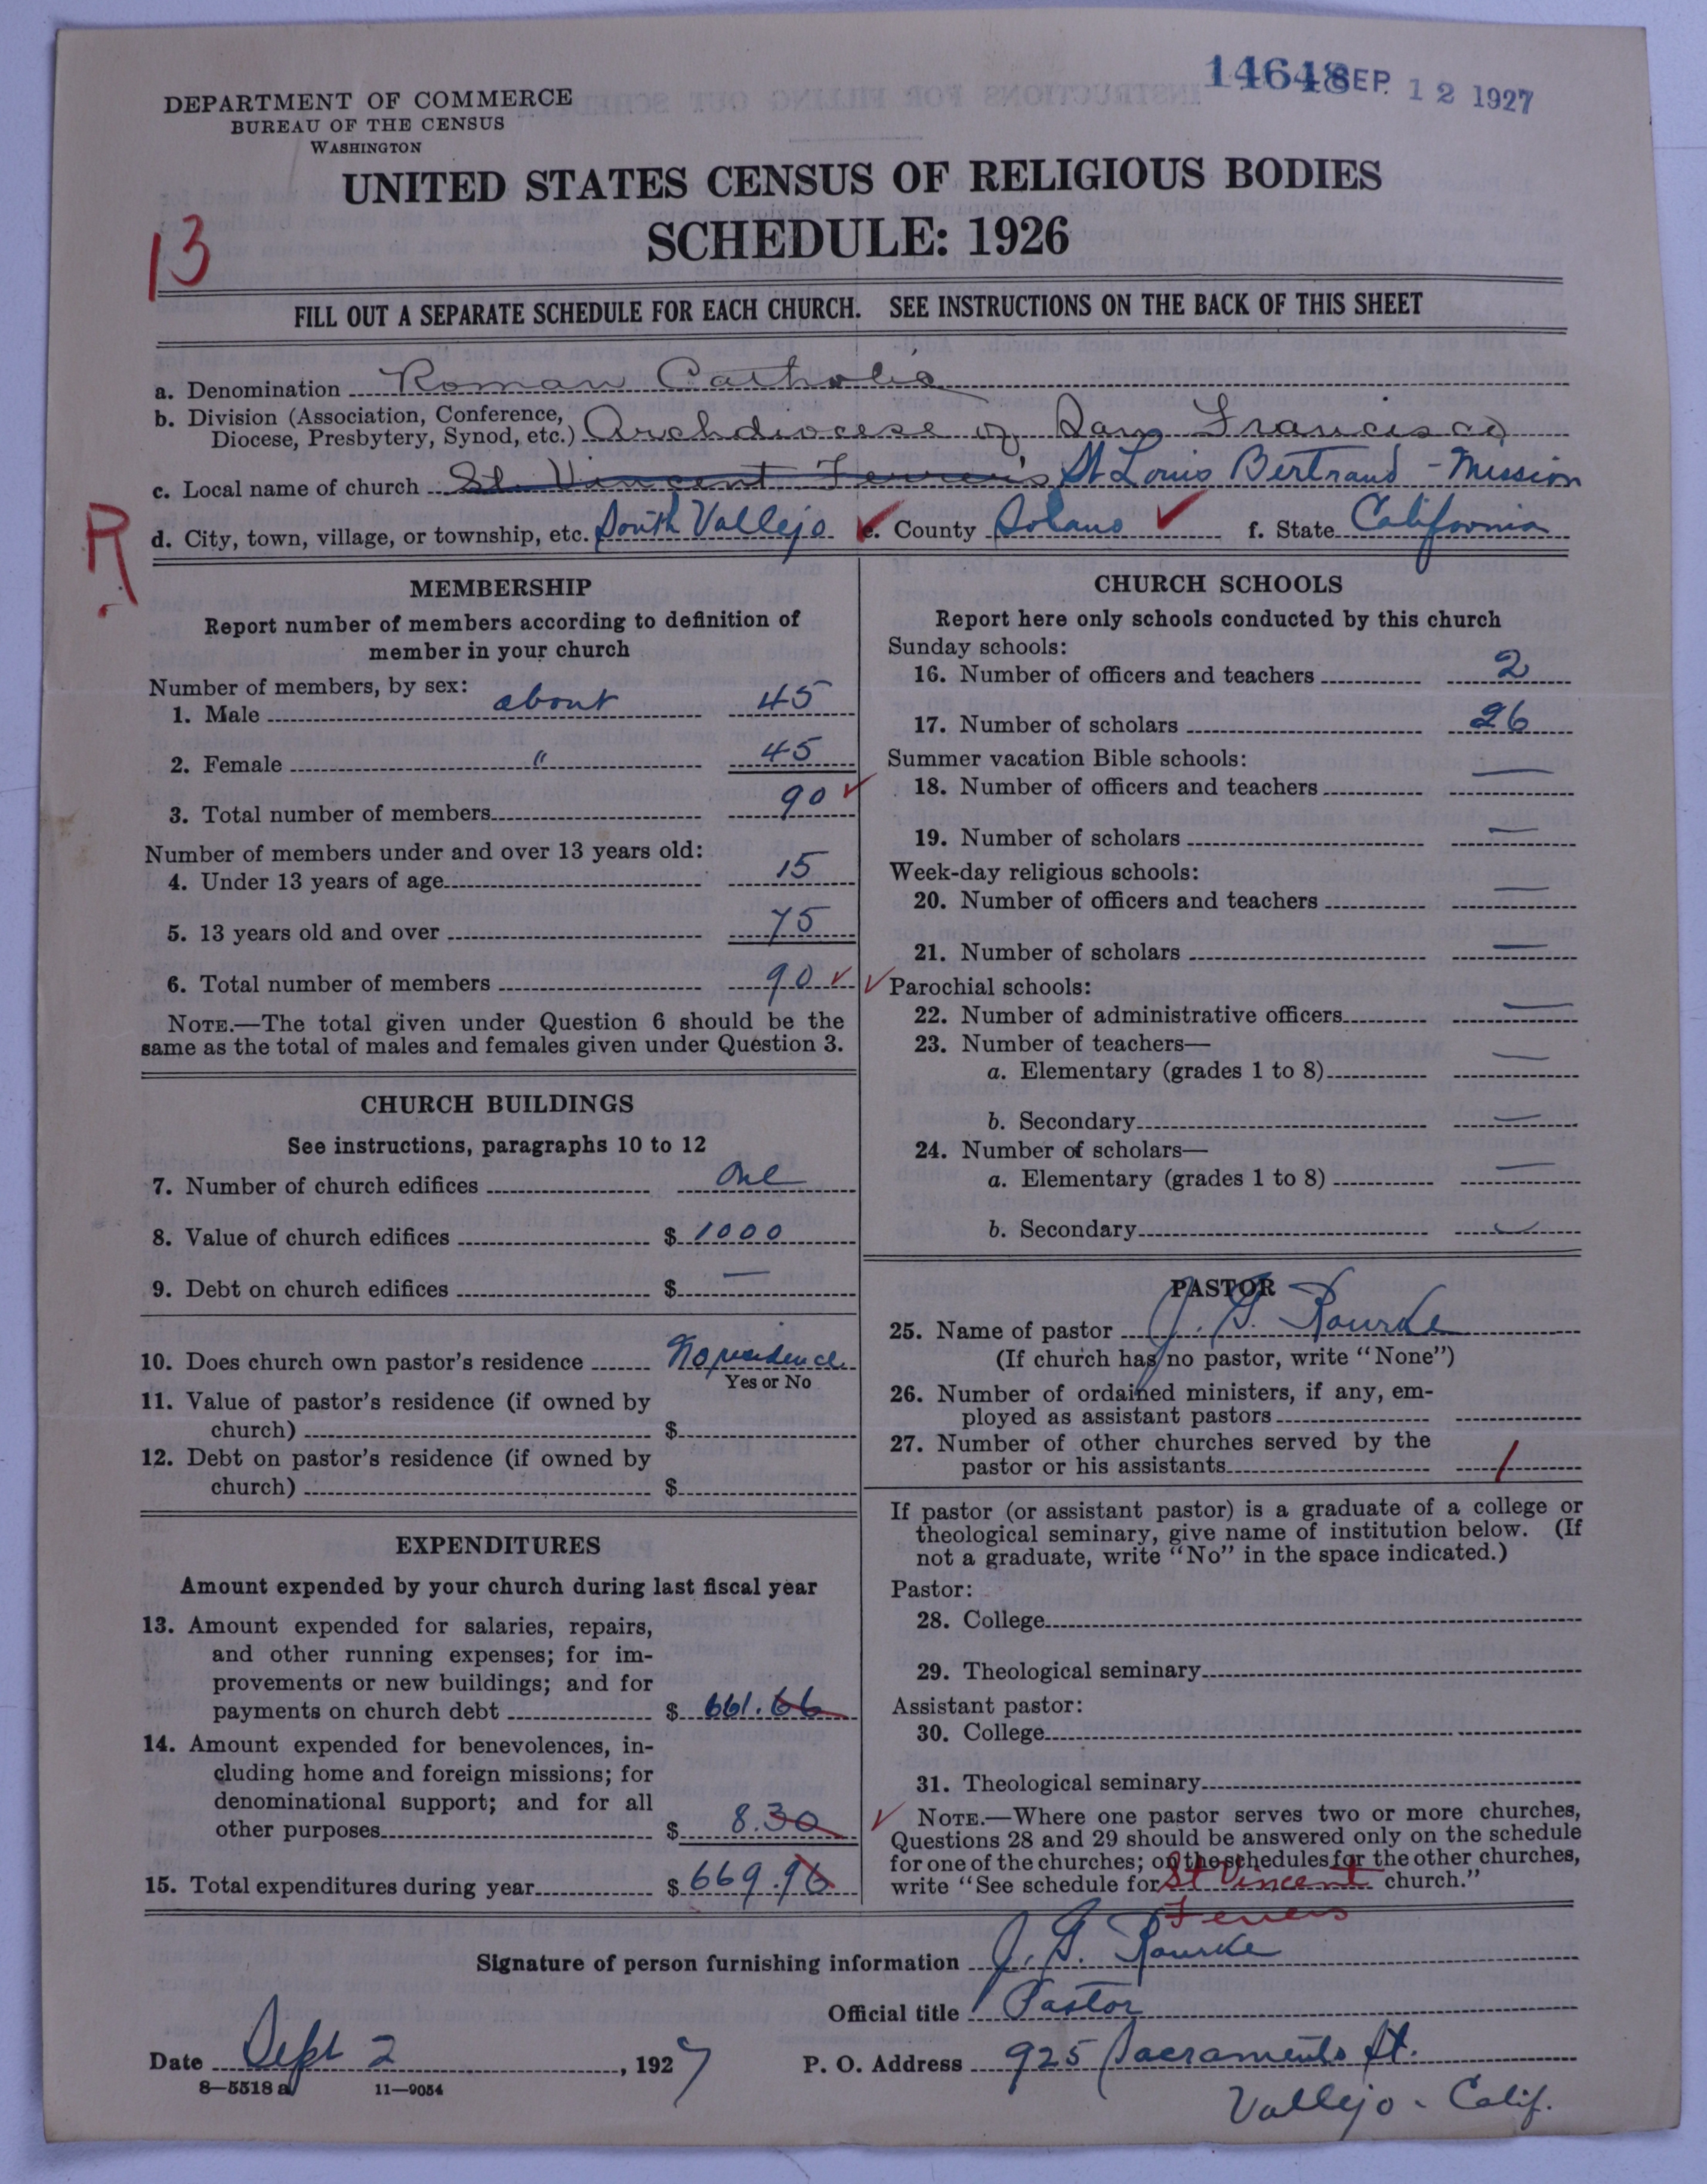 14648 SEP 12 1927
DEPARTMENT OF COMMERCE
BUREAU OF THE CENSUS
WASHINGTON
UNITED STATES CENSUS OF RELIGIOUS BODIES
SCHEDULE: 1926
13
FILL OUT A SEPARATE SCHEDULE FOR EACH CHURCH. SEE INSTRUCTIONS ON THE BACK OF THIS SHEET
a. Denomination Roman Catholic
b. Division (Association, Conference,
Diocese, Presbytery, Synod, etc.) Archdiocese of San Francisco
c. Local name of church St. Vincent Ferrer's St Louis Bertrand - Mission
R
d. City, town, village, or township, etc. South Vallejo e. County Solano f. State California
MEMBERSHIP
Report number of members according to definition of
member in your church
Number of members, by sex:
1. Male about 45
2. Female " 45
3. Total number of members 90
Number of members under and over 13 years old:
4. Under 13 years of age 15
5. 13 years old and over 75
6. Total number of members 90
NOTE.—The total given under Question 6 should be the
same as the total of males and females given under Question 3.
CHURCH BUILDINGS
See instructions, paragraphs 10 to 12
7. Number of church edifices one
8. Value of church edifices $ 1000
9. Debt on church edifices $ —
10. Does church own pastor's residence No residence
Yes or No
11. Value of pastor's residence (if owned by
church) $
12. Debt on pastor's residence (if owned by
church) $
EXPENDITURES
Amount expended by your church during last fiscal year
13. Amount expended for salaries, repairs,
and other running expenses; for im-
provements or new buildings; and for
payments on church debt $ 661.66
14. Amount expended for benevolences, in-
cluding home and foreign missions; for
denominational support; and for all
other purposes $ 8.30
15. Total expenditures during year $ 669.96
CHURCH SCHOOLS
Report here only schools conducted by this church
Sunday schools:
16. Number of officers and teachers 2
17. Number of scholars 26
Summer vacation Bible schools:
18. Number of officers and teachers —
19. Number of scholars —
Week-day religious schools:
20. Number of officers and teachers —
21. Number of scholars —
Parochial schools:
22. Number of administrative officers —
23. Number of teachers—
a. Elementary (grades 1 to 8) —
b. Secondary —
24. Number of scholars—
a. Elementary (grades 1 to 8) —
b. Secondary —
PASTOR
25. Name of pastor J. G. Rourke
(If church has no pastor, write "None")
26. Number of ordained ministers, if any, em-
ployed as assistant pastors
27. Number of other churches served by the
pastor or his assistants 1
If pastor (or assistant pastor) is a graduate of a college or
theological seminary, give name of institution below. (If
not a graduate, write "No" in the space indicated.)
Pastor:
28. College
29. Theological seminary
Assistant pastor:
30. College
31. Theological seminary
NOTE.—Where one pastor serves two or more churches,
Questions 28 and 29 should be answered only on the schedule
for one of the churches; on the schedules for the other churches,
write "See schedule for St Vincent church."
Ferrers
Signature of person furnishing information J. G. Rourke
Official title Pastor
Date Sept 2, 1927 P. O. Address 925 Sacramento St.
8—5518 a 11—9054
Vallejo - Calif.